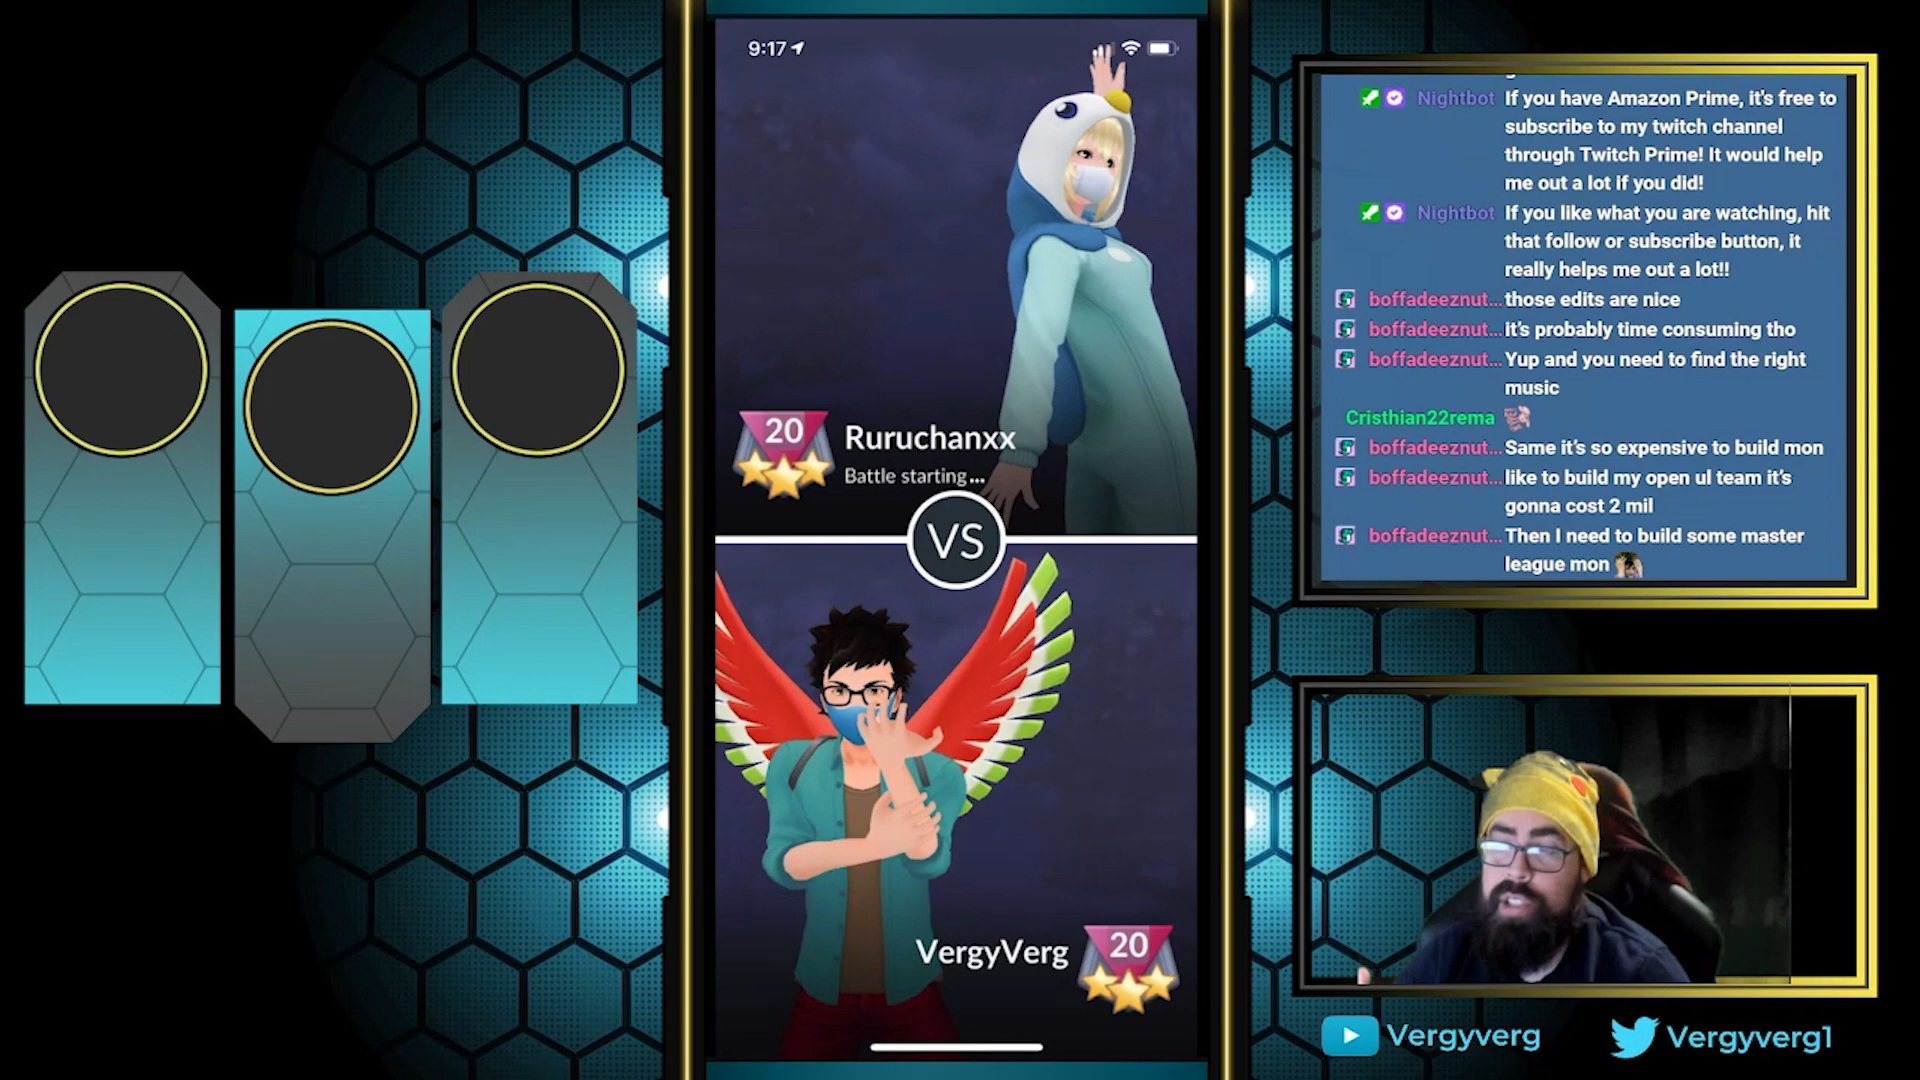 9:17
20
Ruruchanxx
Battle starting...
VS
VergyVerg
20
Nightbot If you have Amazon Prime, it's free to
subscribe to my twitch channel
through Twitch Prime! It would help
me out a lot if you did!
Nightbot If you like what you are watching, hit
that follow or subscribe button, it
really helps me out a lot!!
boffadeeznut... those edits are nice
boffadeeznut... it's probably time consuming tho
boffadeeznut... Yup and you need to find the right
music
Cristhian22rema
boffadeeznut... Same it's so expensive to build mon
boffadeeznut... like to build my open ul team it's
gonna cost 2 mil
boffadeeznut... Then I need to build some master
league mon
Vergyverg
Vergyverg1